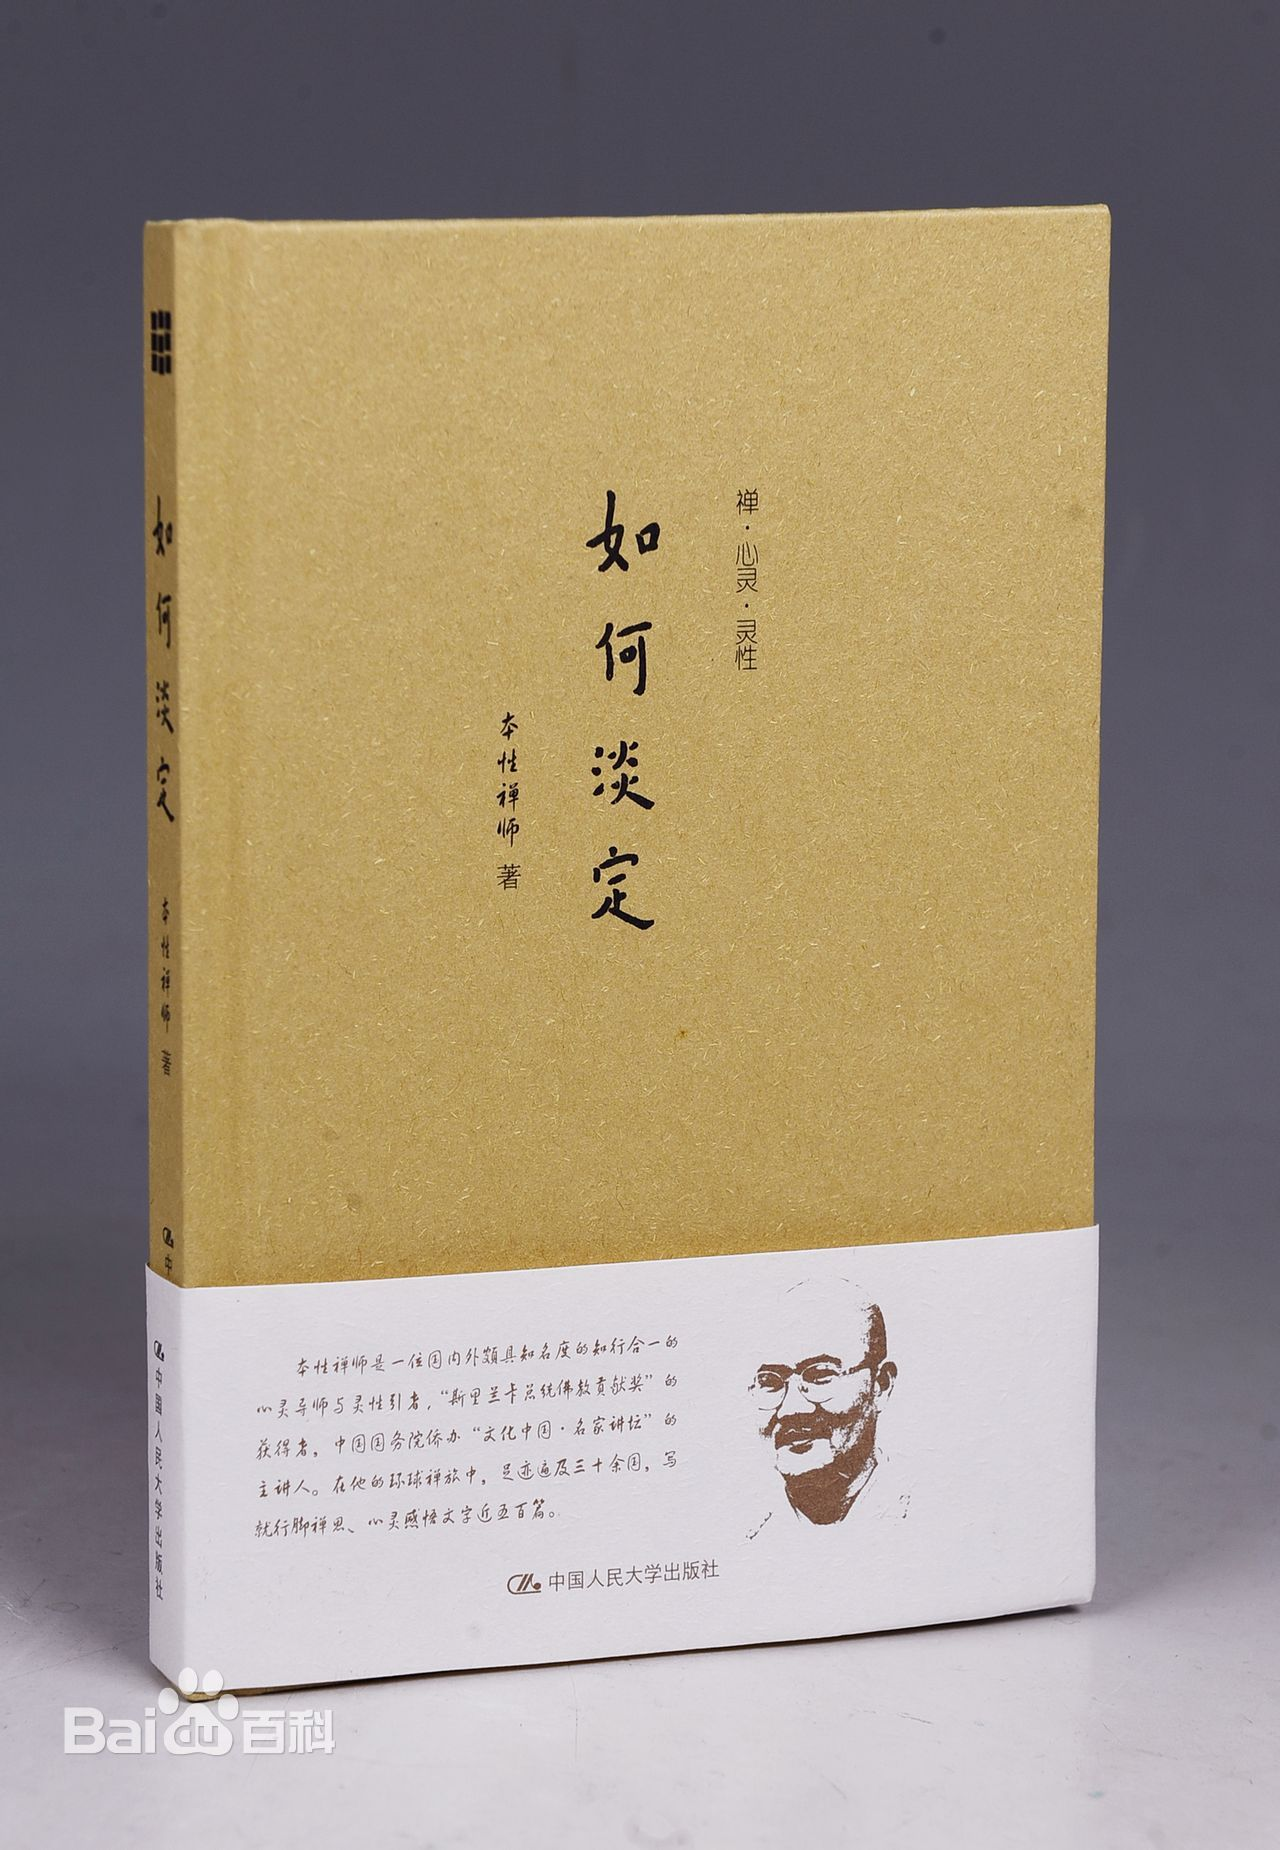 禅·心灵·灵性
如何淡定
本性禅师 著
如何淡定
本性禅师 著
中
中国人民大学出版社
本性禅师是一位国内外颇具知名度的知行合一的
心灵导师与灵性引者，“斯里兰卡总统佛教贡献奖”的
获得者，中国国务院侨办“文化中国·名家讲坛”的
主讲人。在他的环球禅旅中，足迹遍及三十余国，写
就行脚禅思、心灵感悟文字近五百篇。
中国人民大学出版社
Bai du 百科